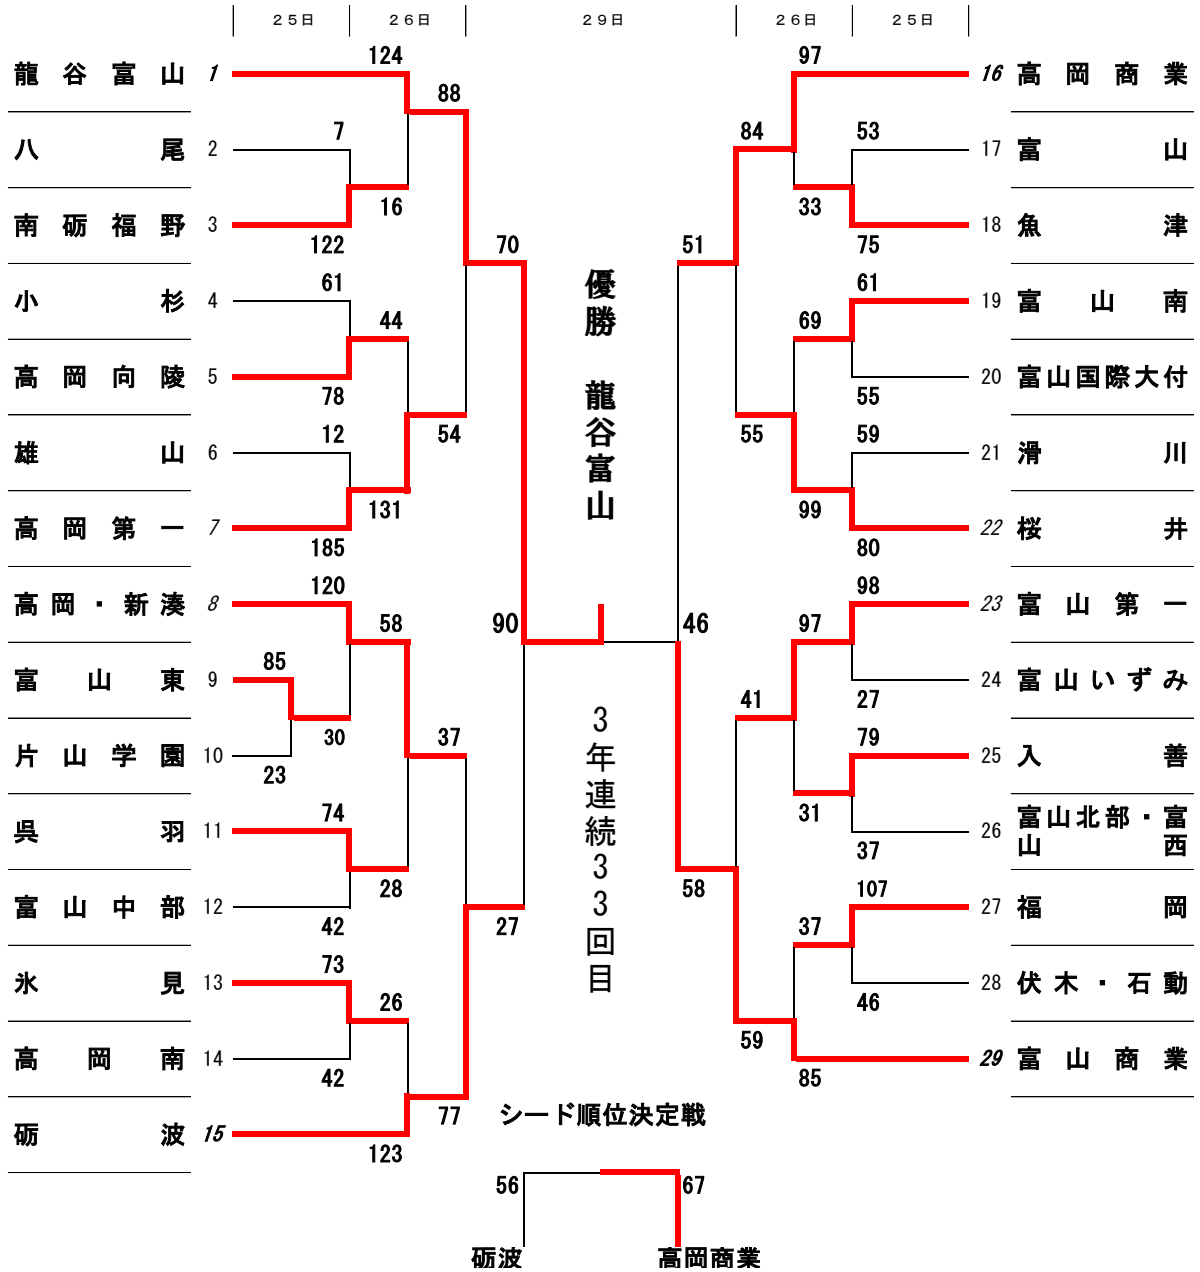 ２５日 ２６日 ２９日 ２６日 ２５日
124 97
龍谷富山 1 16 高岡商業
88
7 84 53
八尾 2 17 富山
16 33
南砺福野 3 18 魚津
122 70 51 75
61 61
小杉 4 19 富山南
44 69
高岡向陵 5 20 富山国際大付
78 55
12 54 55 59
雄山 6 21 滑川
131 99
高岡第一 7 22 桜井
185 80
120 98
高岡・新湊 8 23 富山第一
58 90 46 97
85
富山東 9 24 富山いずみ
41 27
30 37 79
片山学園 10 25 入善
23
74 31
呉羽 11 26 富山北部・富
山西
37
28 58 107
富山中部 12 27 福岡
42 27 37
73
氷見 13 28 伏木・石動
26 46
59
高岡南 14 29 富山商業
42 85
77
砺波 15
123
優勝 龍谷富山
３年連続３３回目
シード順位決定戦
56 67
砺波 高岡商業